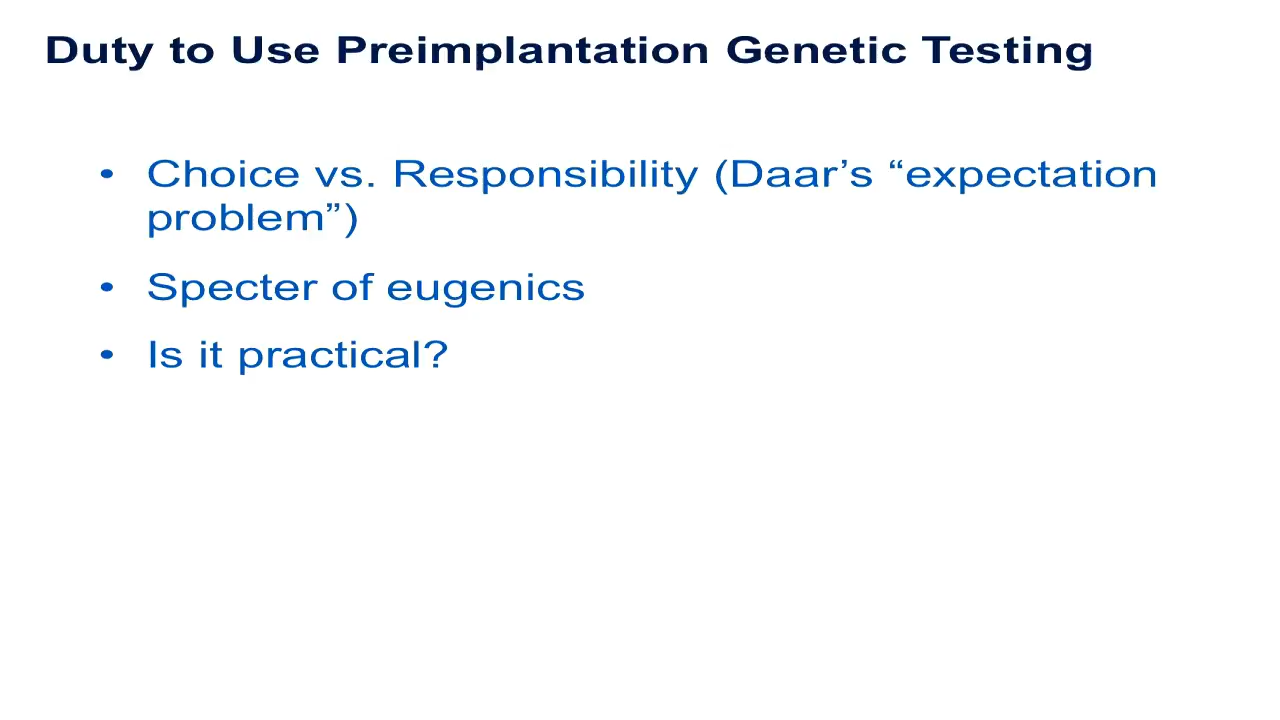 Duty to Use Preimplantation Genetic Testing
• Choice vs. Responsibility (Daar’s “expectation
problem”)
• Specter of eugenics
• Is it practical?